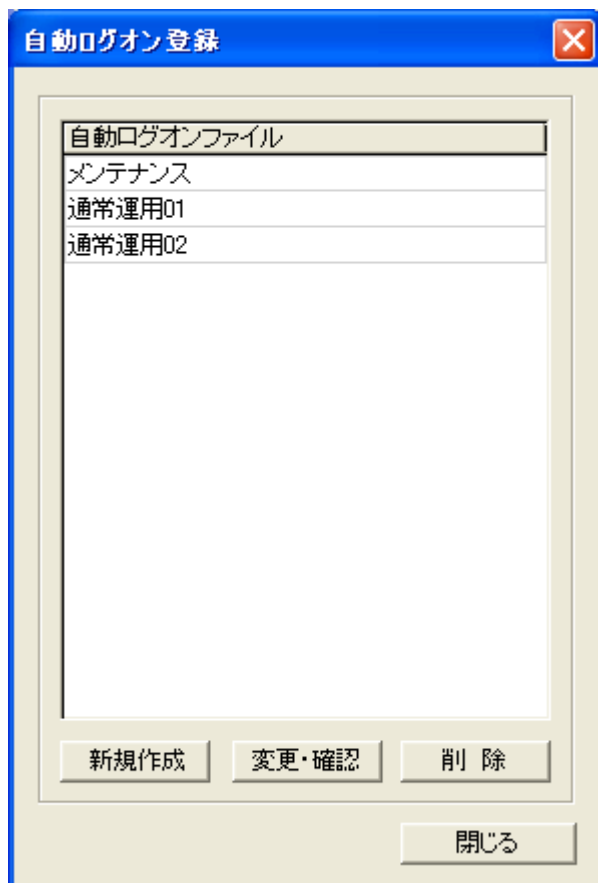 自動ログオン登録
自動ログオンファイル
メンテナンス
通常運用01
通常運用02
新規作成 変更・確認 削 除
閉じる